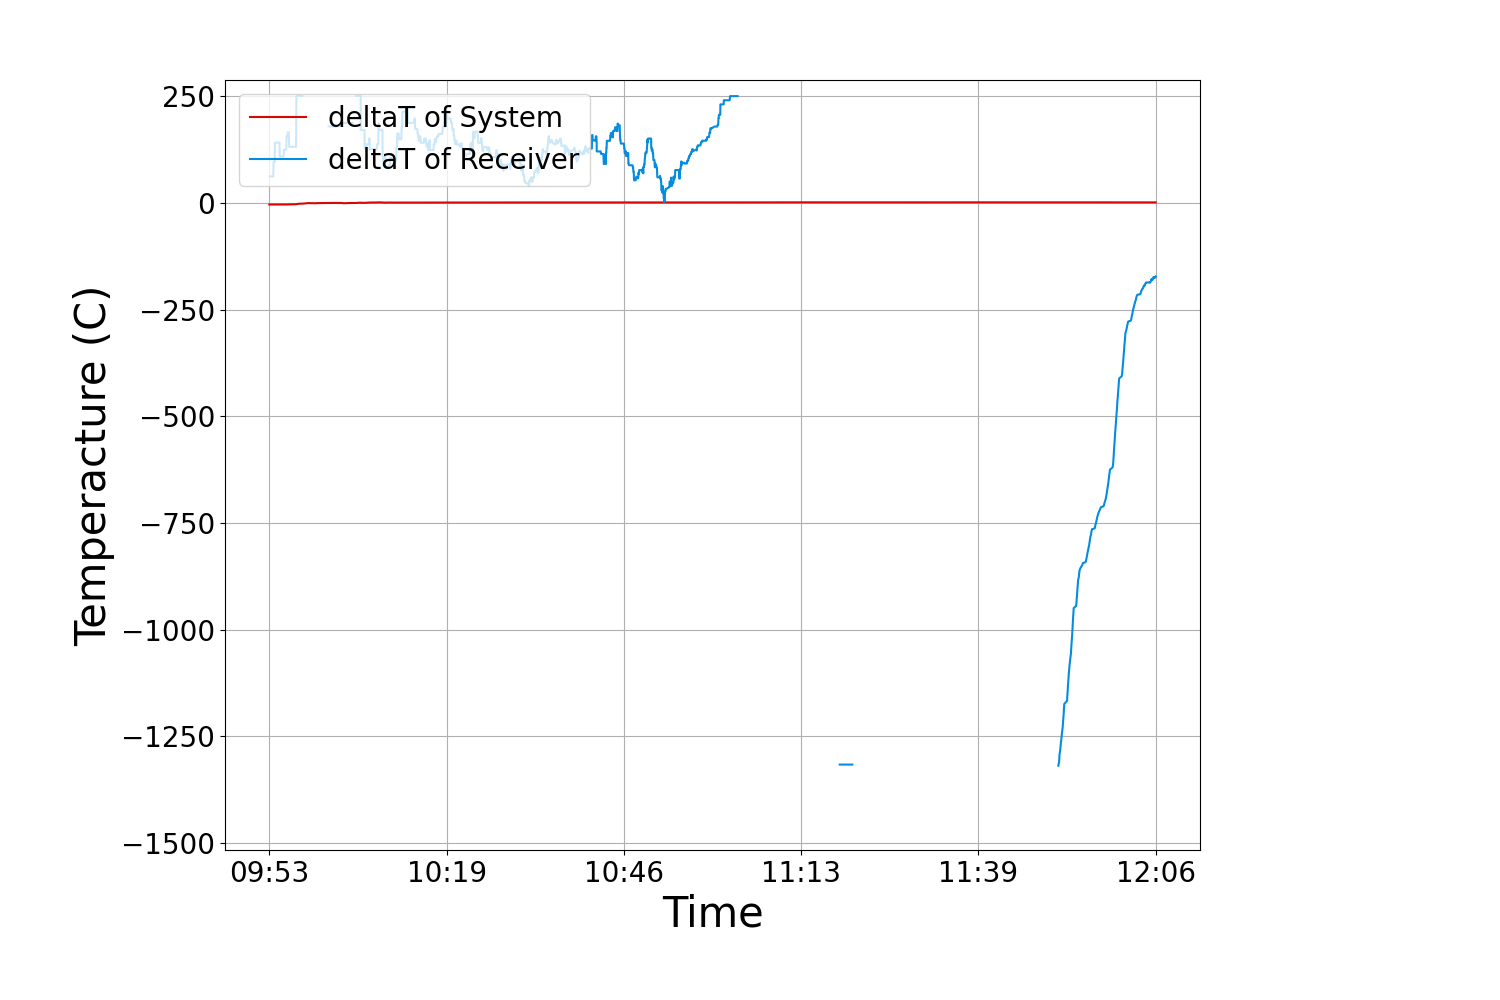 deltaT of System
deltaT of Receiver
250
0
−250
−500
−750
−1000
−1250
−1500
Temperacture (C)
09:53 10:19 10:46 11:13 11:39 12:06
Time